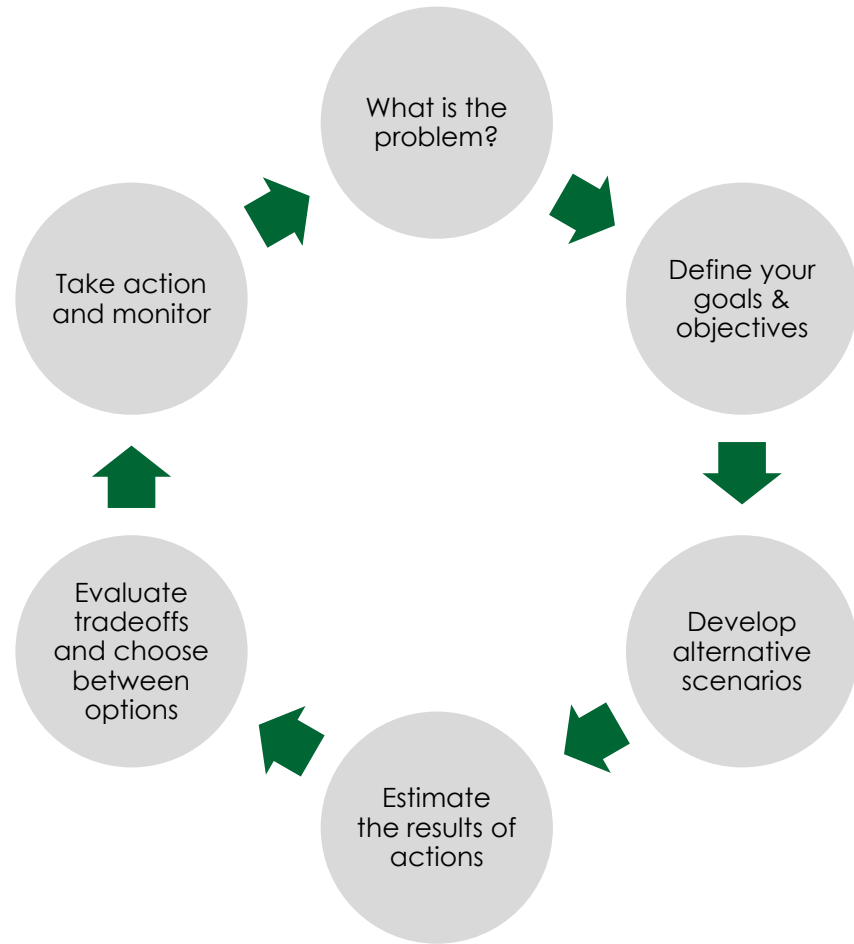 What is the
problem?
Define your
goals &
objectives
Develop
alternative
scenarios
Estimate
the results of
actions
Evaluate
tradeoffs
and choose
between
options
Take action
and monitor